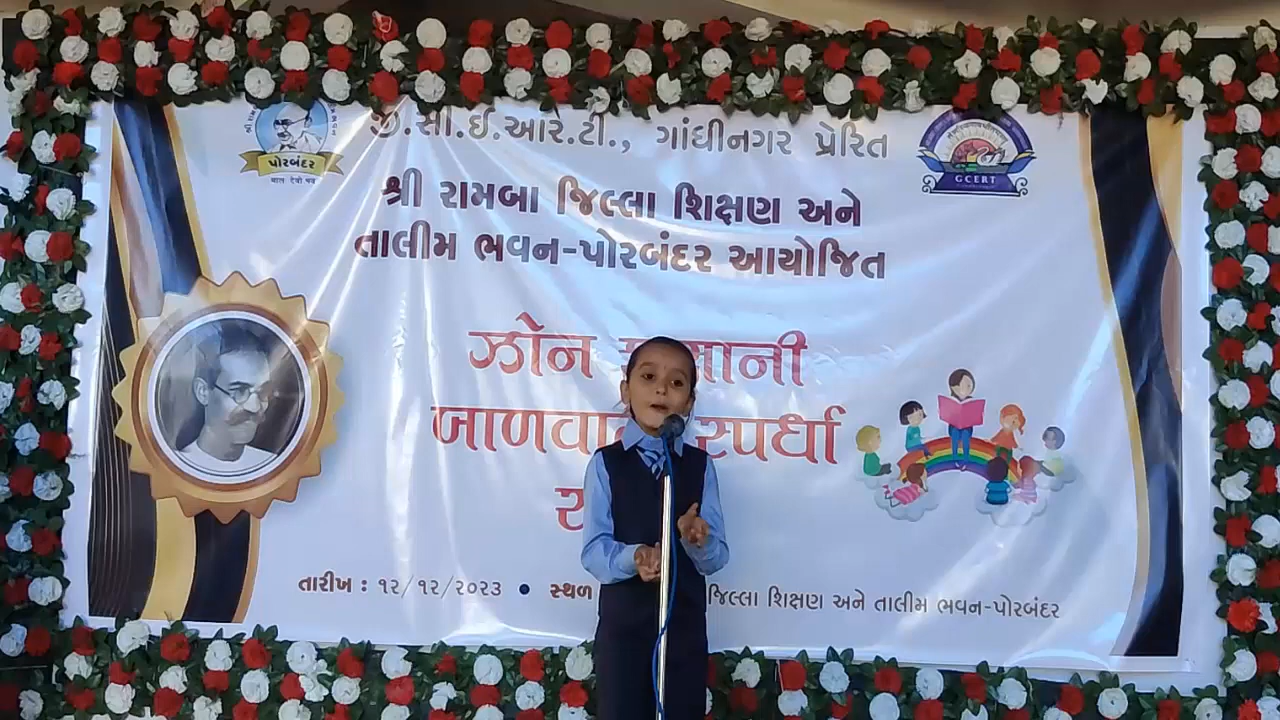 જી.સી.ઈ.આર.ટી., ગાંધીનગર પ્રેરિત
પોરબંદર
GCERT
શ્રી રામબા જિલ્લા શિક્ષણ અને
તાલીમ ભવન-પોરબંદર આયોજિત
ઝોન
સ્પર્ધા
તારીખ : ૧૨/૧૨/૨૦૨૩ • સ્થળ જિલ્લા શિક્ષણ અને તાલીમ ભવન-પોરબંદર